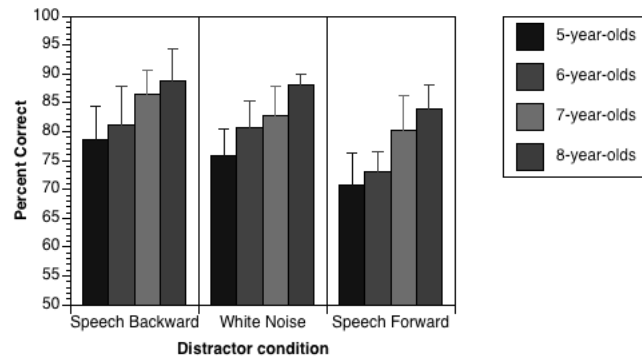 100
95
90
85
80
75
70
65
60
55
50
Percent Correct
Speech Backward
White Noise
Speech Forward
Distractor condition
5-year-olds
6-year-olds
7-year-olds
8-year-olds